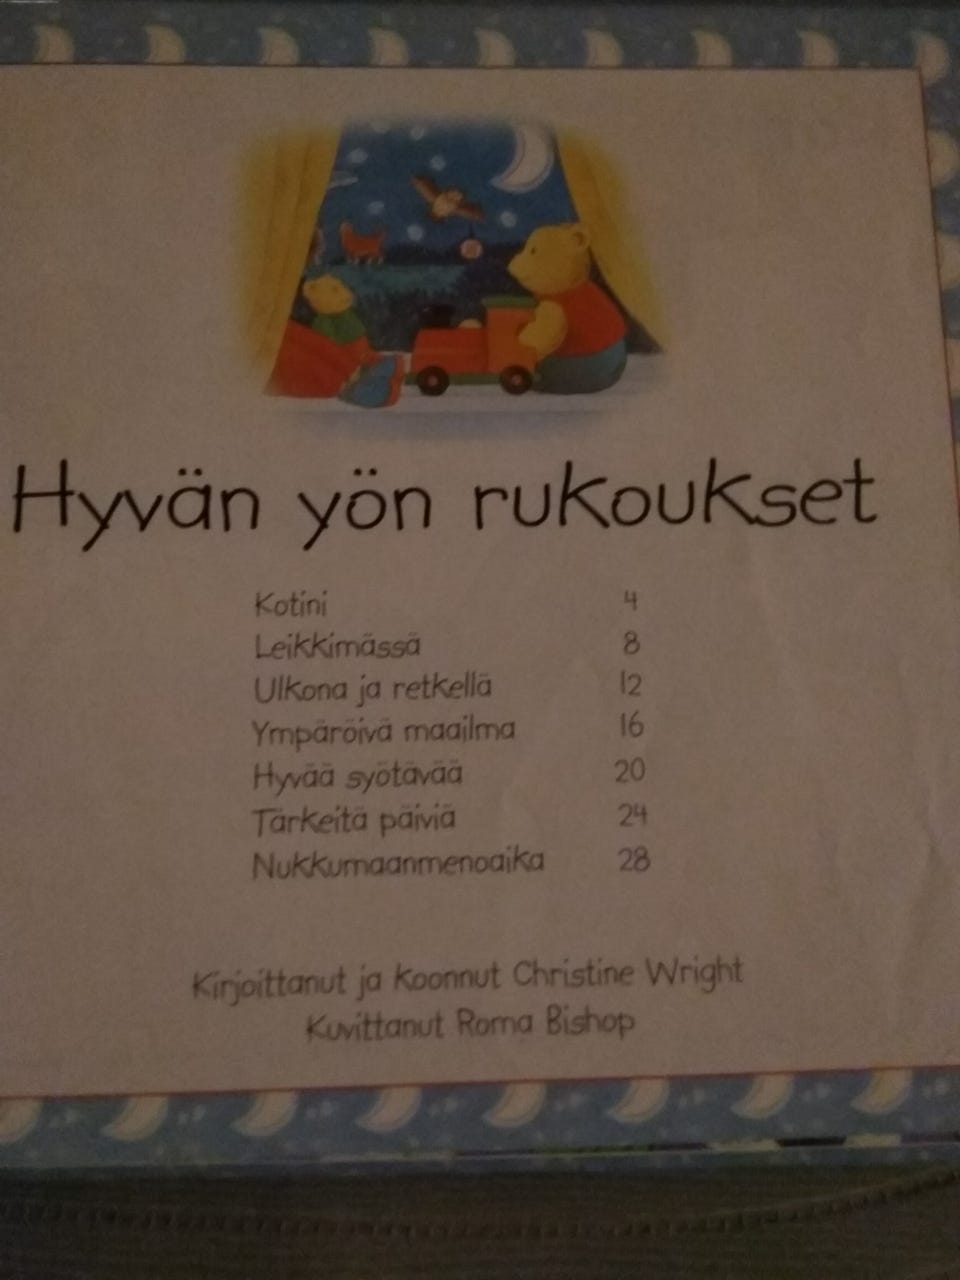 Hyvän yön rukoukset
Kotini 4
Leikkimässä 8
Ulkona ja retkellä 12
Ympäröivä maailma 16
Hyvää syötävää 20
Tärkeitä päiviä 24
Nukkumaanmenoaika 28
Kirjoittanut ja koonnut Christine Wright
Kuvittanut Roma Bishop